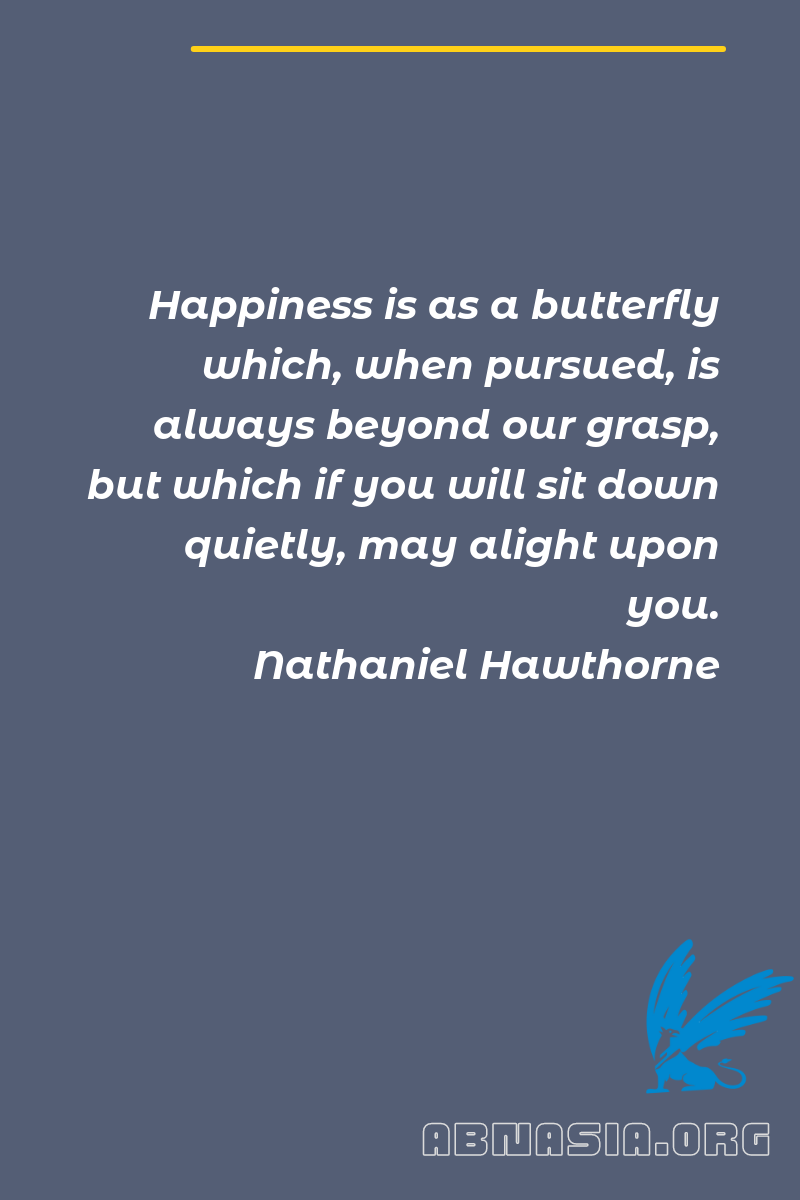 Happiness is as a butterfly
which, when pursued, is
always beyond our grasp,
but which if you will sit down
quietly, may alight upon
you.
Nathaniel Hawthorne
ABNASIA.ORG